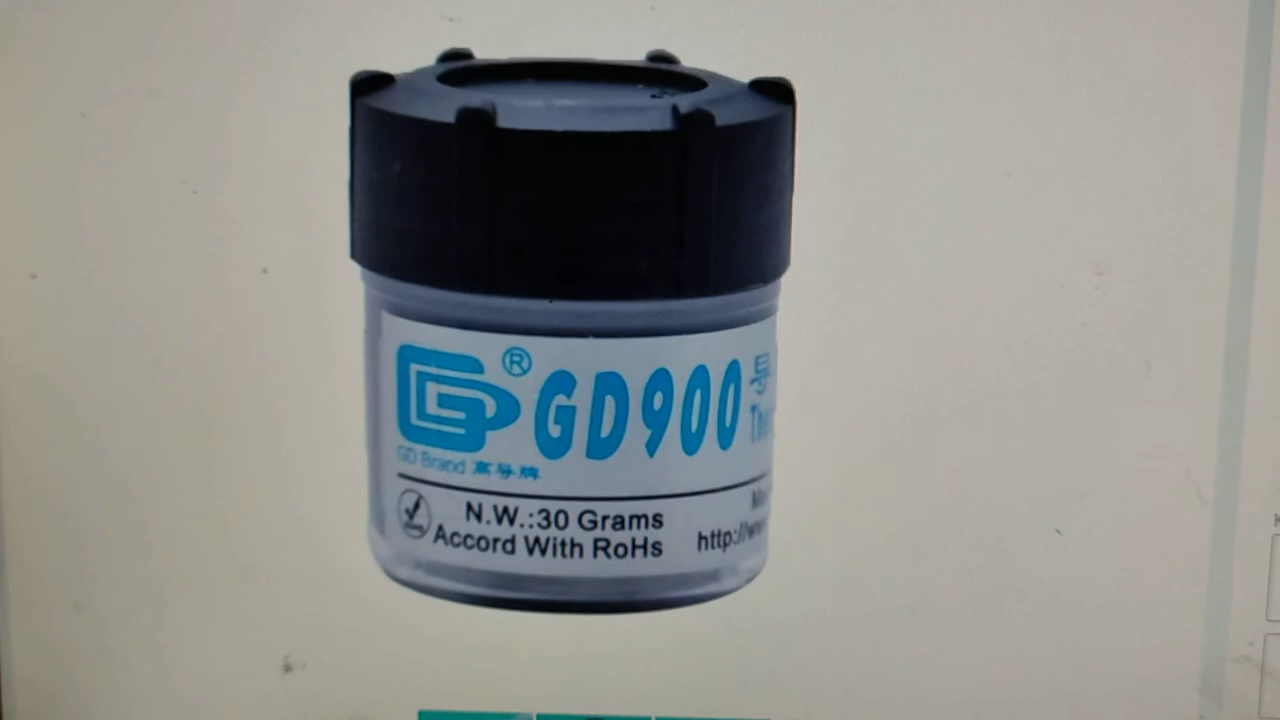 ® GD900 导
GD Brand 高导牌
N.W.:30 Grams
Accord With RoHs
http://ww